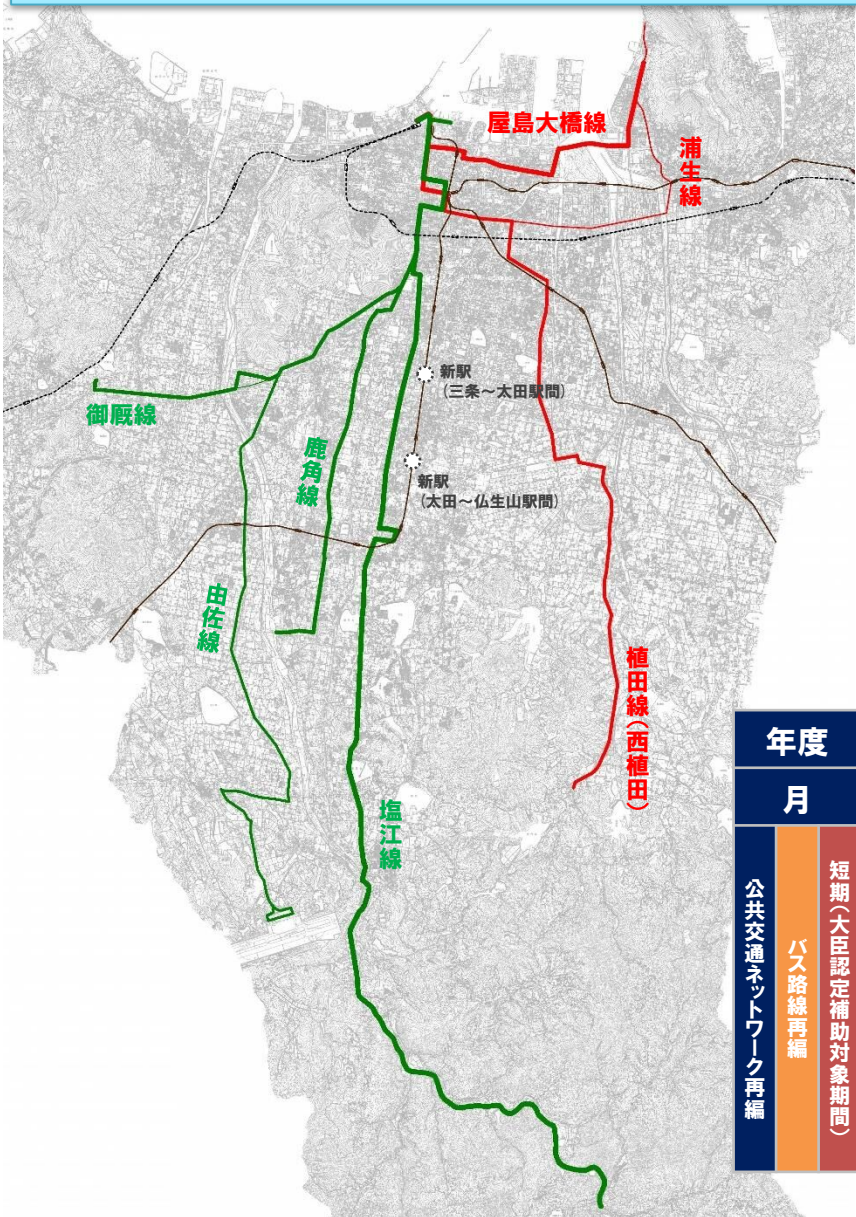 屋島大橋線
浦生線
新駅
(三条～太田駅間)
御厩線
鹿角線
新駅
(太田～仏生山駅間)
由佐線
植田線(西植田)
塩江線
年度
月
公共交通ネットワーク再編
バス路線再編
短期(大臣認定補助対象期間)